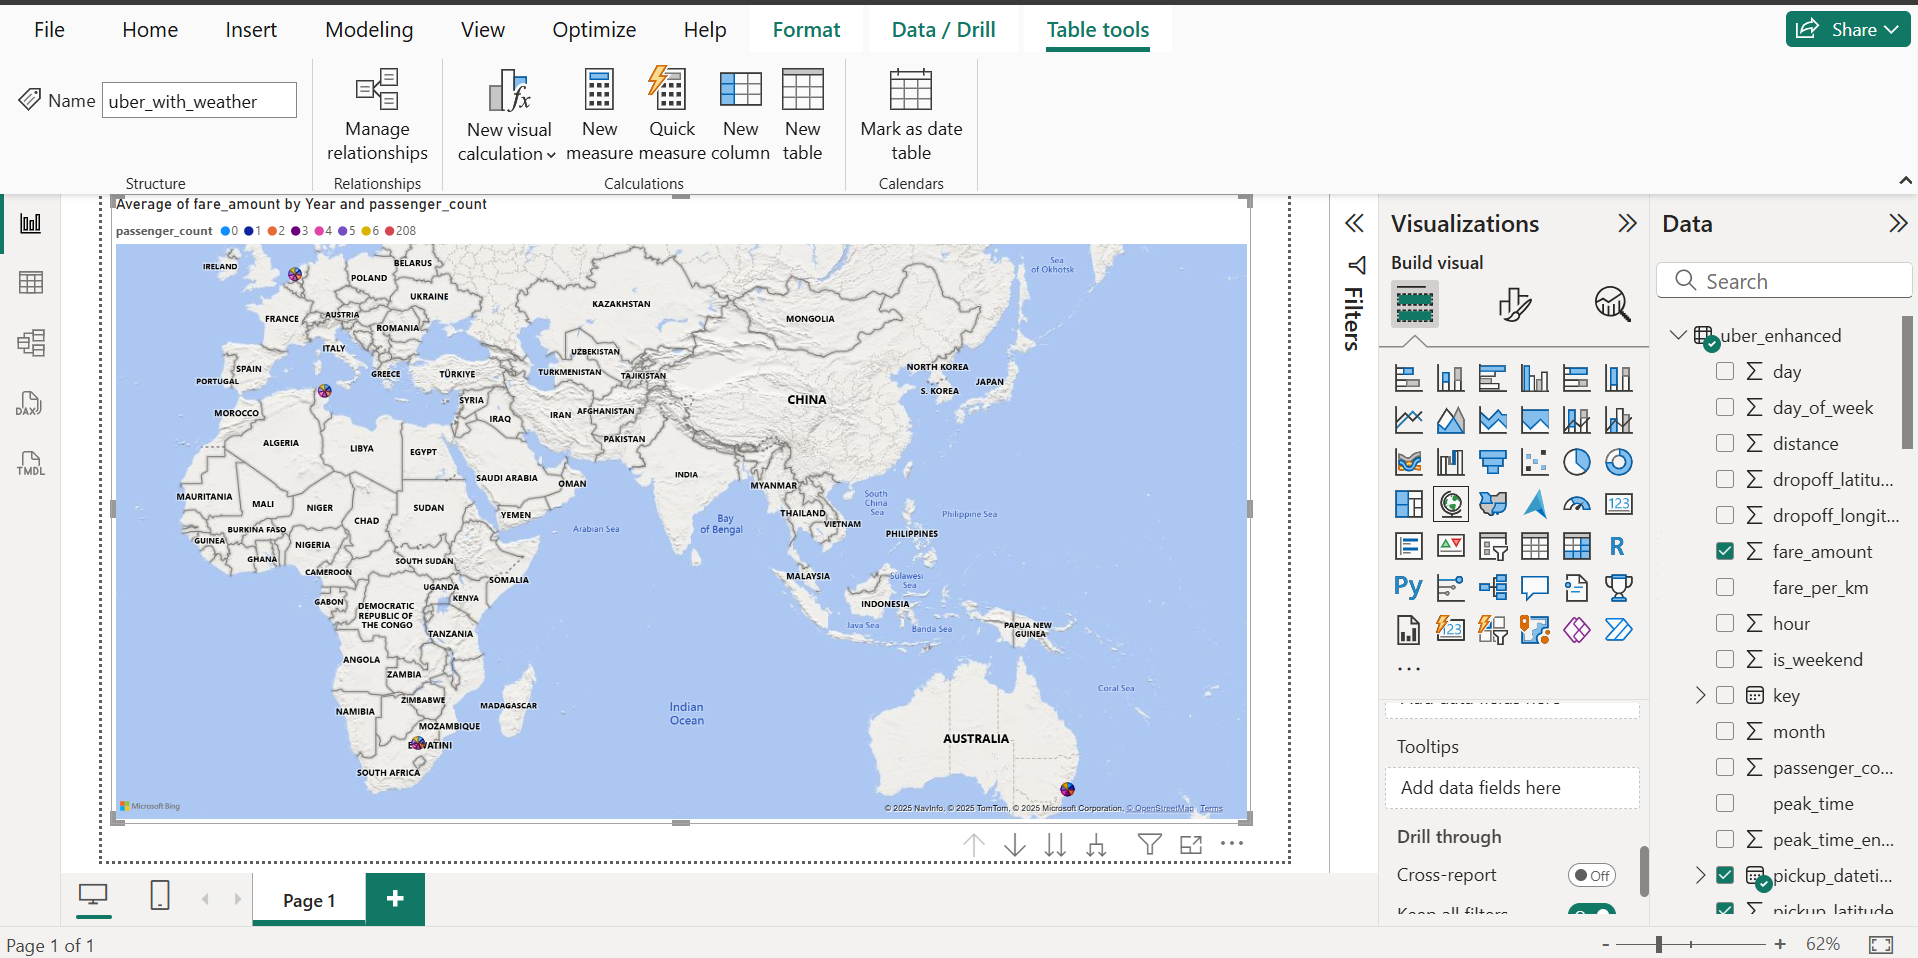 File Home Insert Modeling View Optimize Help Format Data / Drill Table tools Share
Name uber_with_weather
Manage relationships
New visual calculation
New measure
Quick measure
New column
New table
Mark as date table
Structure Relationships Calculations Calendars
Average of fare_amount by Year and passenger_count
passenger_count 0 1 2 3 4 5 6 208
IRELAND
BELARUS
POLAND
UKRAINE
FRANCE
AUSTRIA
ROMANIA
ITALY
SPAIN
PORTUGAL
GREECE
TÜRKIYE
KAZAKHSTAN
MONGOLIA
Sea of Okhotsk
UZBEKISTAN
TURKMENISTAN
TAJIKISTAN
NORTH KOREA
S. KOREA
JAPAN
CHINA
SYRIA
IRAQ
IRAN
AFGHANISTAN
PAKISTAN
MOROCCO
ALGERIA
LIBYA
EGYPT
SAUDI ARABIA
OMAN
INDIA
MYANMAR
MAURITANIA
MALI
NIGER
CHAD
SUDAN
YEMEN
Arabian Sea
Bay of Bengal
THAILAND
VIETNAM
South China Sea
Philippine Sea
PHILIPPINES
BURKINA FASO
GUINEA
GHANA
NIGERIA
CAMEROON
SOUTH SUDAN
SOMALIA
UGANDA
KENYA
GABON
DEMOCRATIC REPUBLIC OF THE CONGO
TANZANIA
MALAYSIA
Sulawesi Sea
INDONESIA
Java Sea
Banda Sea
PAPUA NEW GUINEA
ANGOLA
ZAMBIA
ZIMBABWE
NAMIBIA
MOZAMBIQUE
MADAGASCAR
Indian Ocean
Coral Sea
AUSTRALIA
SOUTH AFRICA
Microsoft Bing
© 2025 NavInfo, © 2025 TomTom, © 2025 Microsoft Corporation, © OpenStreetMap Terms
Filters
Visualizations
Build visual
123
R
Py
123
...
Tooltips
Add data fields here
Drill through
Cross-report Off
Keep all filters
Data
Search
uber_enhanced
day
day_of_week
distance
dropoff_latitu...
dropoff_longit...
fare_amount
fare_per_km
hour
is_weekend
key
month
passenger_co...
peak_time
peak_time_en...
pickup_dateti...
pickup_latitude
DAX
TMDL
Page 1
+
Page 1 of 1
- + 62%